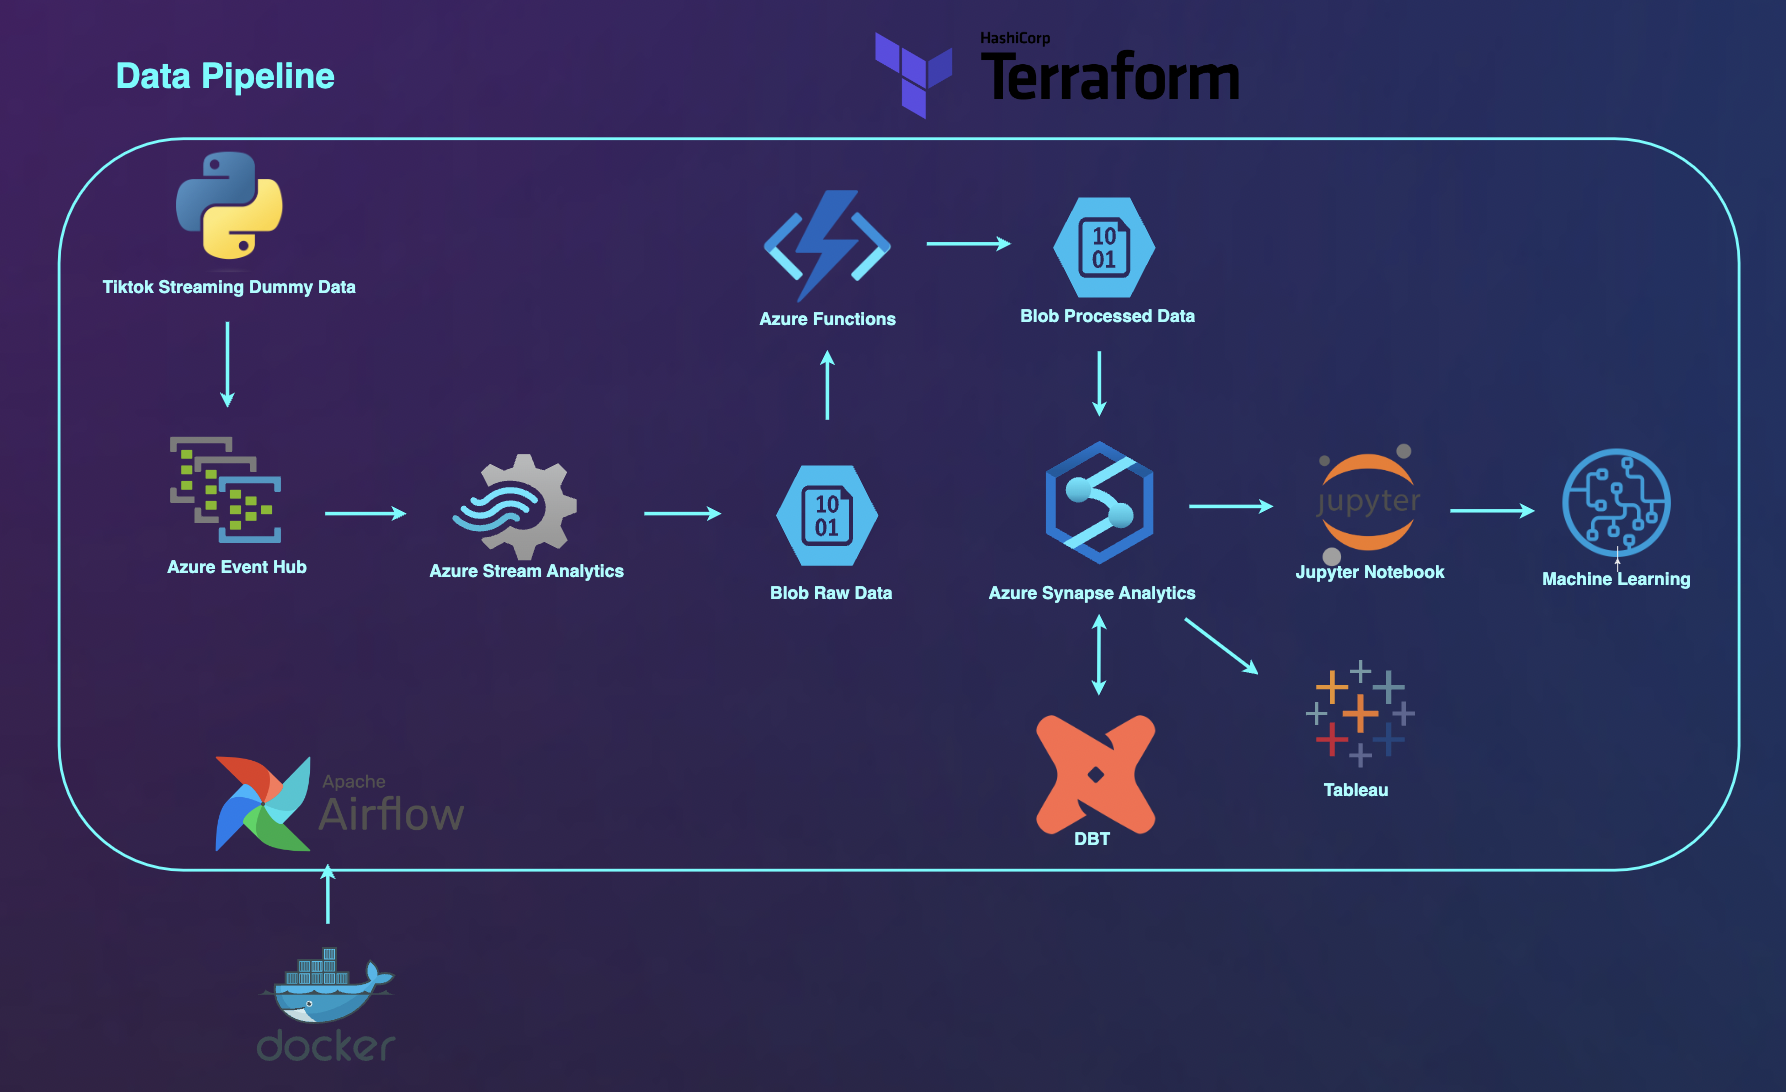 HashiCorp
Terraform
Data Pipeline
Tiktok Streaming Dummy Data
Azure Functions
10
01
Blob Processed Data
Azure Event Hub
Azure Stream Analytics
10
01
Blob Raw Data
Azure Synapse Analytics
jupyter
Jupyter Notebook
Machine Learning
Tableau
DBT
Apache
Airflow
docker